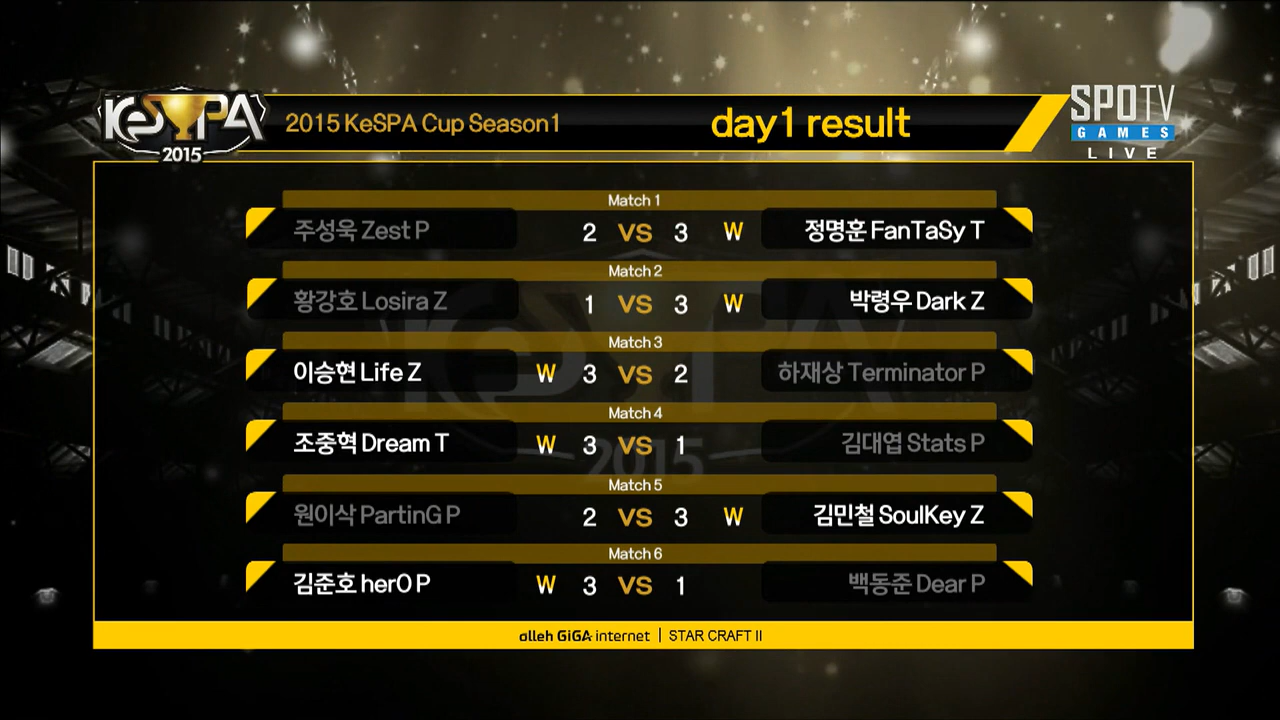 KeSPA
2015
2015 KeSPA Cup Season1
day1 result
SPOTV
GAMES
LIVE
Match 1
주성욱 Zest P 2 VS 3 W 정명훈 FanTaSy T
Match 2
황강호 Losira Z 1 VS 3 W 박령우 Dark Z
Match 3
이승현 Life Z W 3 VS 2 하재상 Terminator P
Match 4
조중혁 Dream T W 3 VS 1 김대엽 Stats P
Match 5
원이삭 PartinG P 2 VS 3 W 김민철 SoulKey Z
Match 6
김준호 herO P W 3 VS 1 백동준 Dear P
KeSPA
2015
alleh GiGA internet | STAR CRAFT II